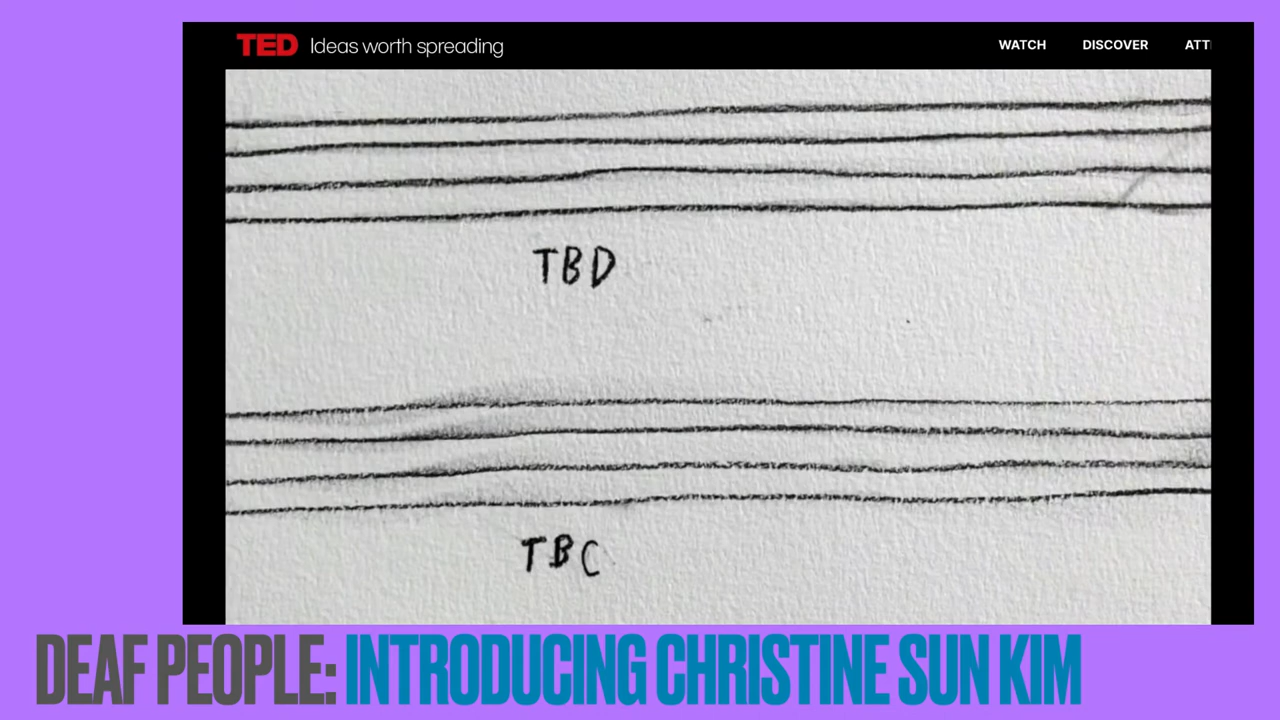 TED Ideas worth spreading
WATCH DISCOVER
TBD
TBC
DEAF PEOPLE: INTRODUCING CHRISTINE SUN KIM